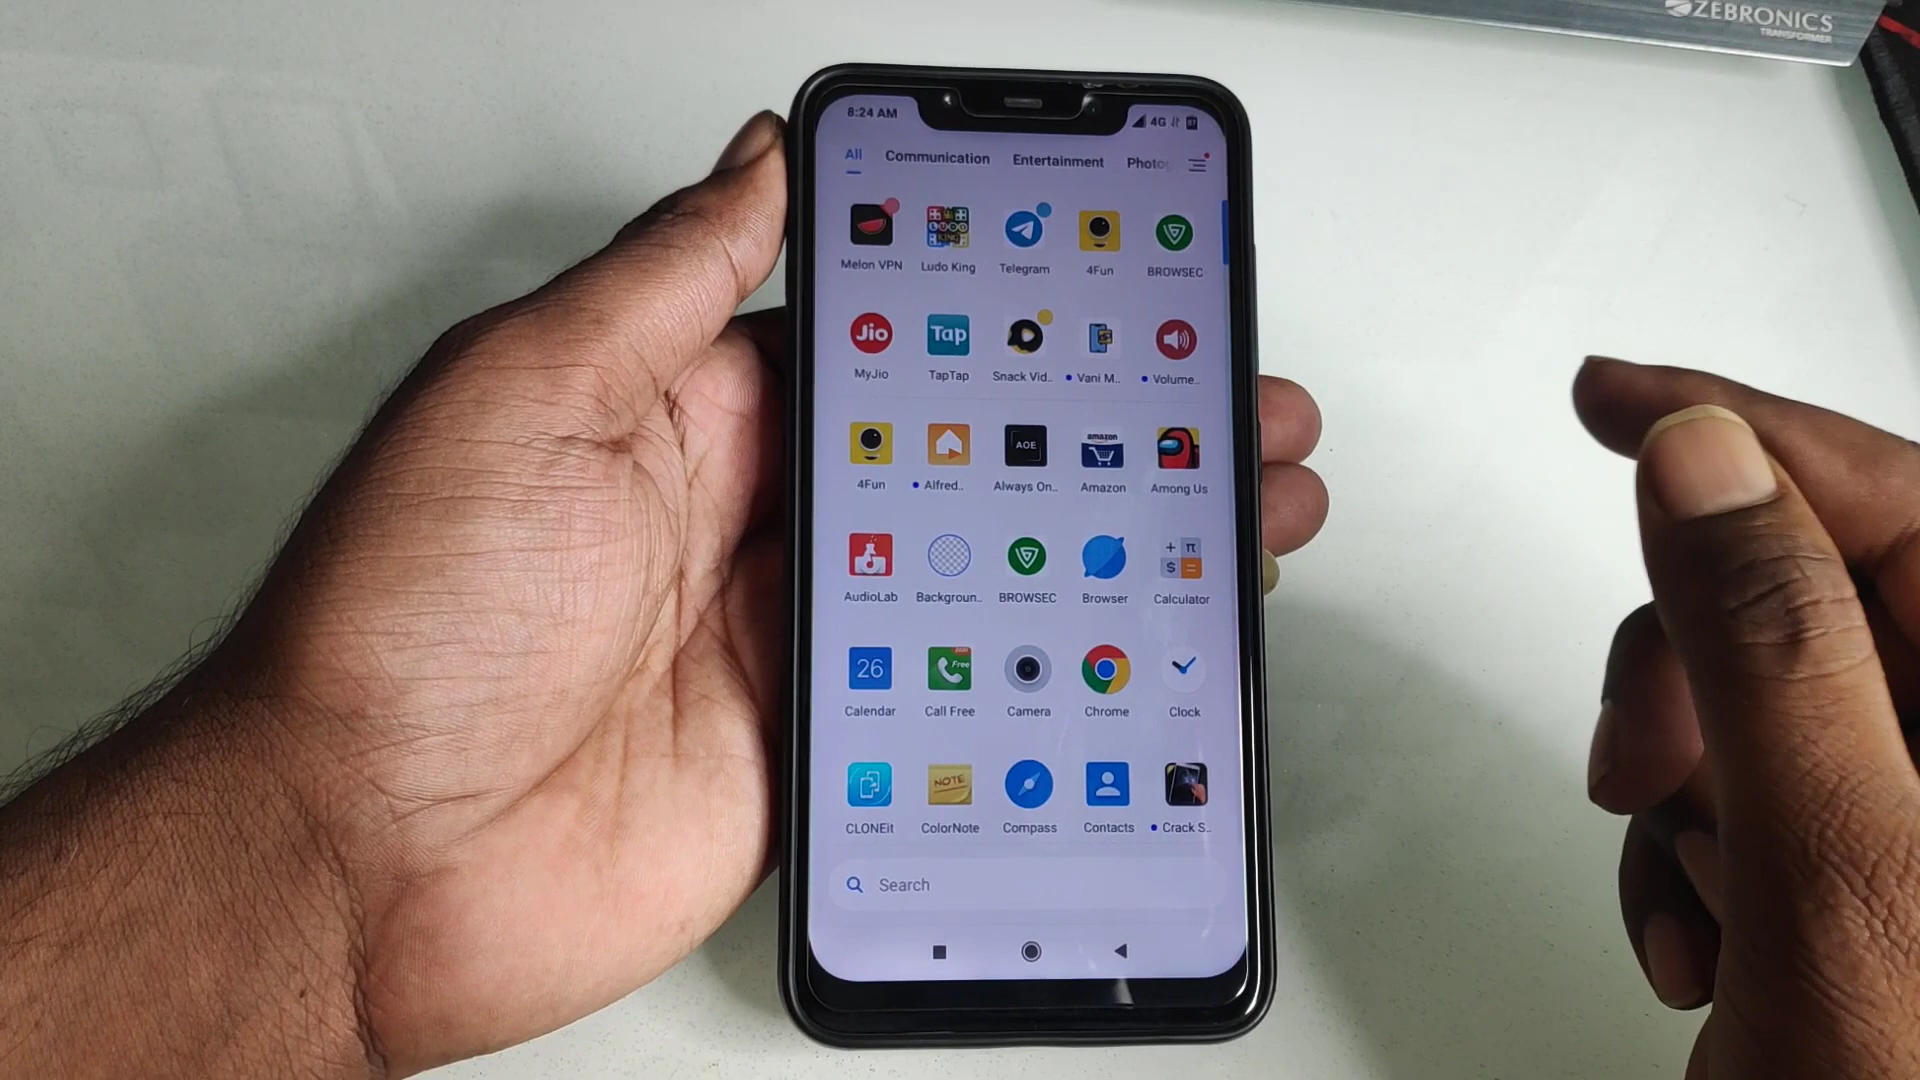 ZEBRONICS
TRANSFORMER
8:24 AM 4G
All Communication Entertainment Photo
Melon VPN Ludo King Telegram 4Fun BROWSEC
Jio Tap
MyJio TapTap Snack Vid.. Vani M.. Volume..
AOE amazon
4Fun Alfred.. Always On.. Amazon Among Us
+ π
$ =
AudioLab Backgroun.. BROWSEC Browser Calculator
26 Free
Calendar Call Free Camera Chrome Clock
NOTE
CLONEit ColorNote Compass Contacts Crack S..
Search